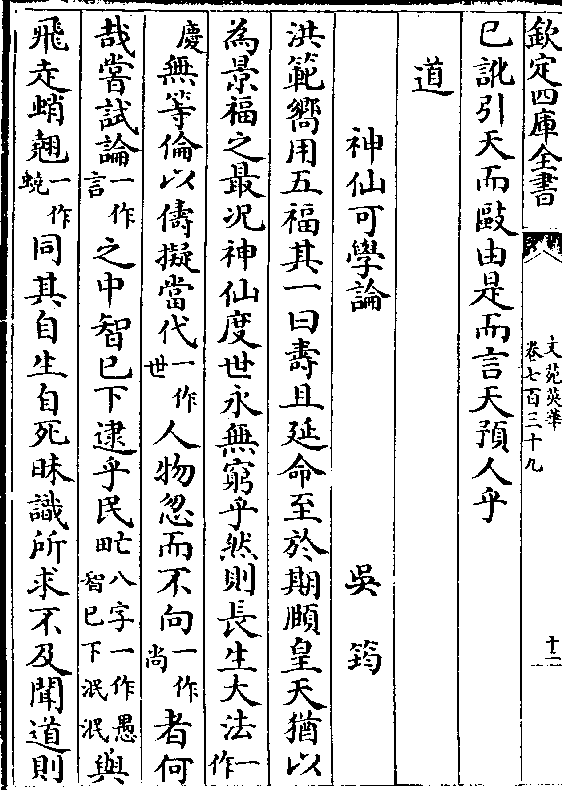 欽定四庫全書
文苑英華
卷七百三十九
十一
已訛引天而敺由是而言天預人乎
道
神仙可學論 吳筠
洪範嚮用五福其一曰壽且延命至於期頤皇天猶以
為景福之最况神仙度世永無窮乎然則長生大法一作
慶無等倫以儔擬當代一作世人物忽而不向一作尚者何
哉嘗試論一作言之中智已下逮乎民甿八字一作愚智已下泯泯與
飛走蛸翹一作蟯同其自生自死昧識所求不及聞道則